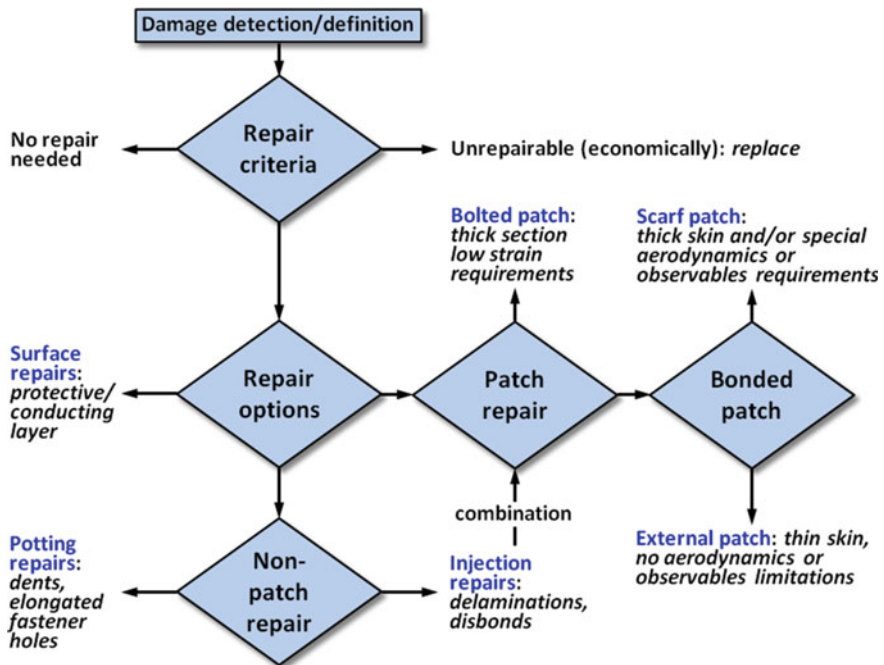 Damage detection/definition
No repair
needed
Repair
criteria
Unrepairable (economically): replace
Bolted patch:
thick section
low strain
requirements
Scarf patch:
thick skin and/or special
aerodynamics or
observables requirements
Surface
repairs:
protective/
conducting
layer
Repair
options
Patch
repair
Bonded
patch
combination
Potting
repairs:
dents,
elongated
fastener
holes
Non-
patch
repair
Injection
repairs:
delaminations,
disbonds
External patch: thin skin,
no aerodynamics or
observables limitations